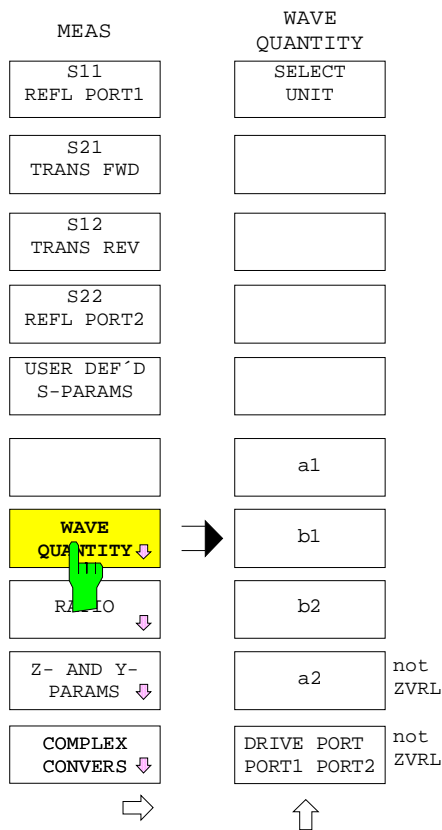 MEAS
S11
REFL PORT1
S21
TRANS FWD
S12
TRANS REV
S22
REFL PORT2
USER DEF´D
S-PARAMS
WAVE
QUANTITY
RATIO
Z- AND Y-
PARAMS
COMPLEX
CONVERS
WAVE
QUANTITY
SELECT
UNIT
a1
b1
b2
a2
not
ZVRL
DRIVE PORT
PORT1 PORT2
not
ZVRL